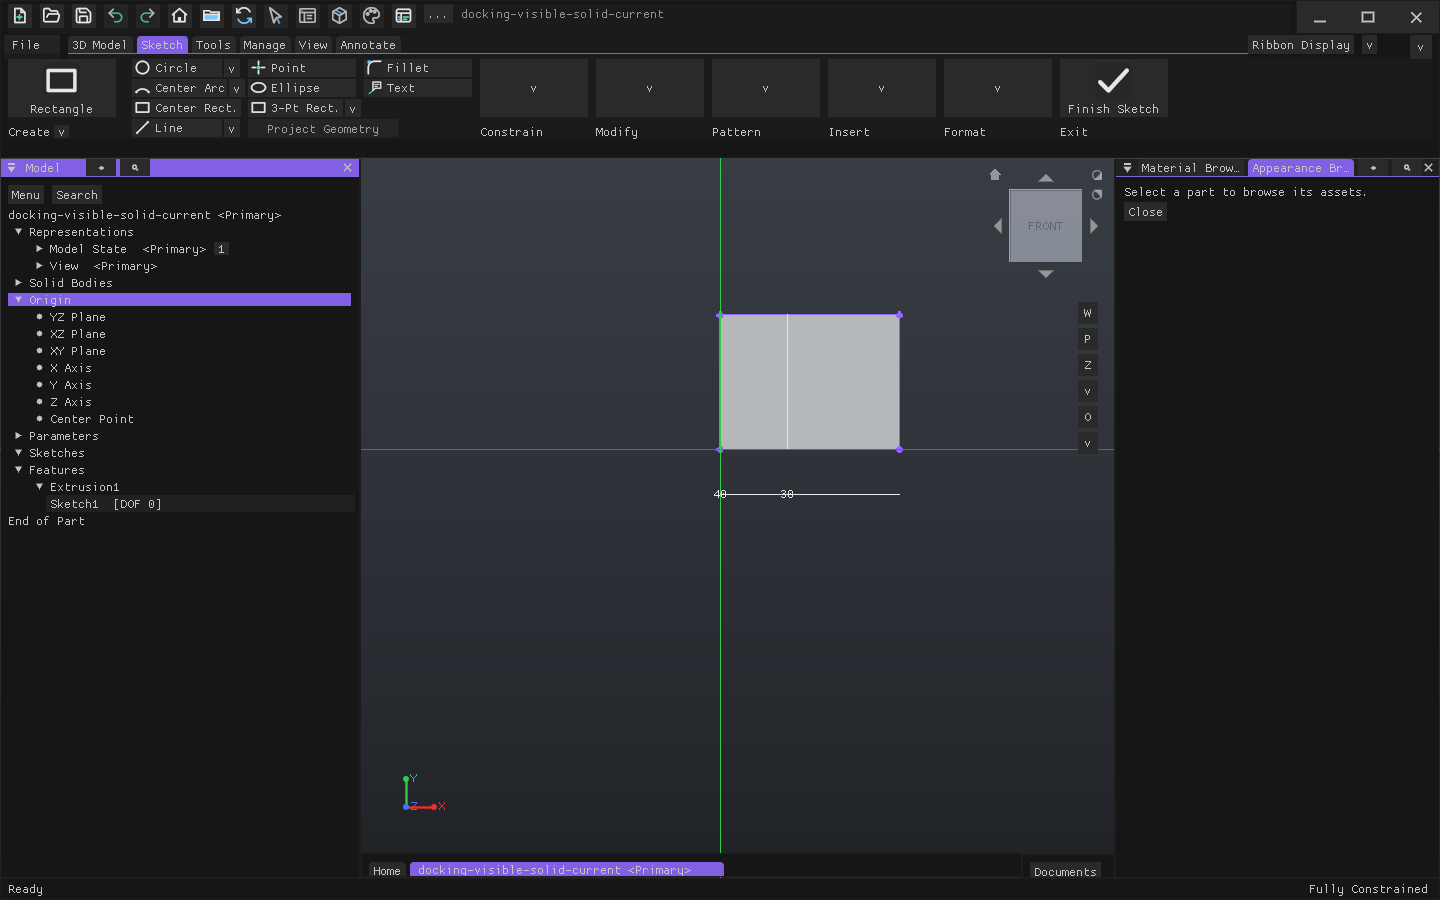 ... docking-visible-solid-current
File 3D Model Sketch Tools Manage View Annotate Ribbon Display v v
Rectangle
Create v
Circle v
Center Arc v
Center Rect.
Line v
Point
Ellipse
3-Pt Rect. v
Project Geometry
Fillet
Text
v
Constrain
v
Modify
v
Pattern
v
Insert
v
Format
Finish Sketch
Exit
Model
Menu Search
docking-visible-solid-current <Primary>
Representations
Model State <Primary> 1
View <Primary>
Solid Bodies
Origin
YZ Plane
XZ Plane
XY Plane
X Axis
Y Axis
Z Axis
Center Point
Parameters
Sketches
Features
Extrusion1
Sketch1 [DOF 0]
End of Part
FRONT
W
P
Z
v
O
v
40 30
Y
Z X
Material Brow… Appearance Br…
Select a part to browse its assets.
Close
Home docking-visible-solid-current <Primary> Documents
Ready Fully Constrained